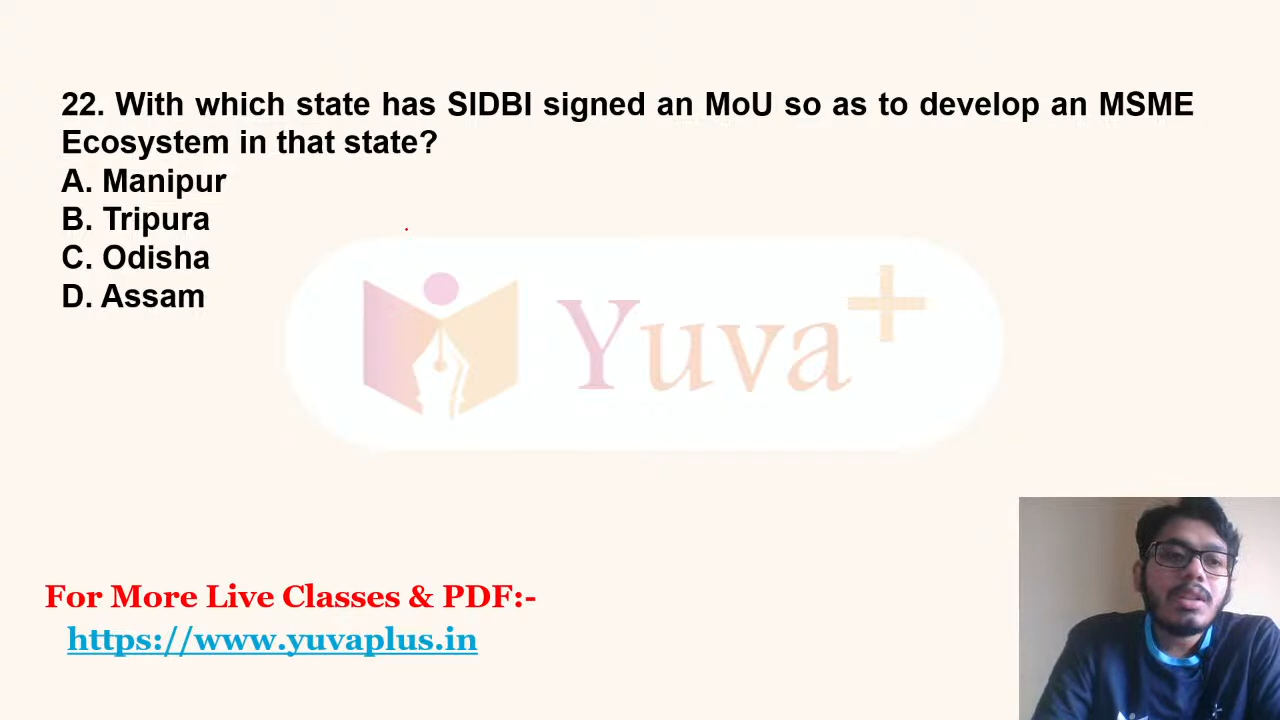 22. With which state has SIDBI signed an MoU so as to develop an MSME
Ecosystem in that state?
A. Manipur
B. Tripura
C. Odisha
D. Assam
Yuva+
For More Live Classes & PDF:-
https://www.yuvaplus.in